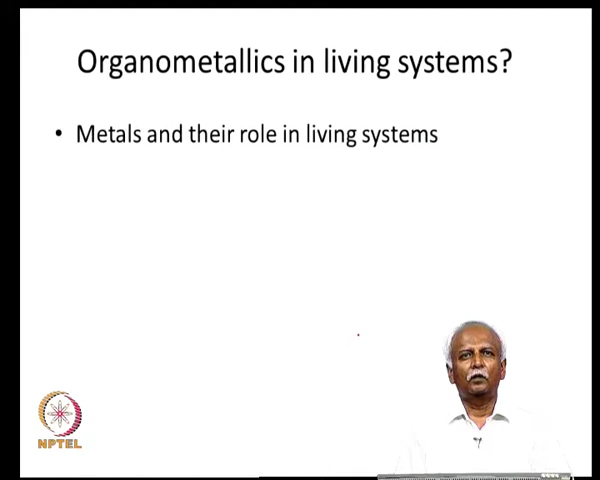 Organometallics in living systems?
• Metals and their role in living systems
NPTEL